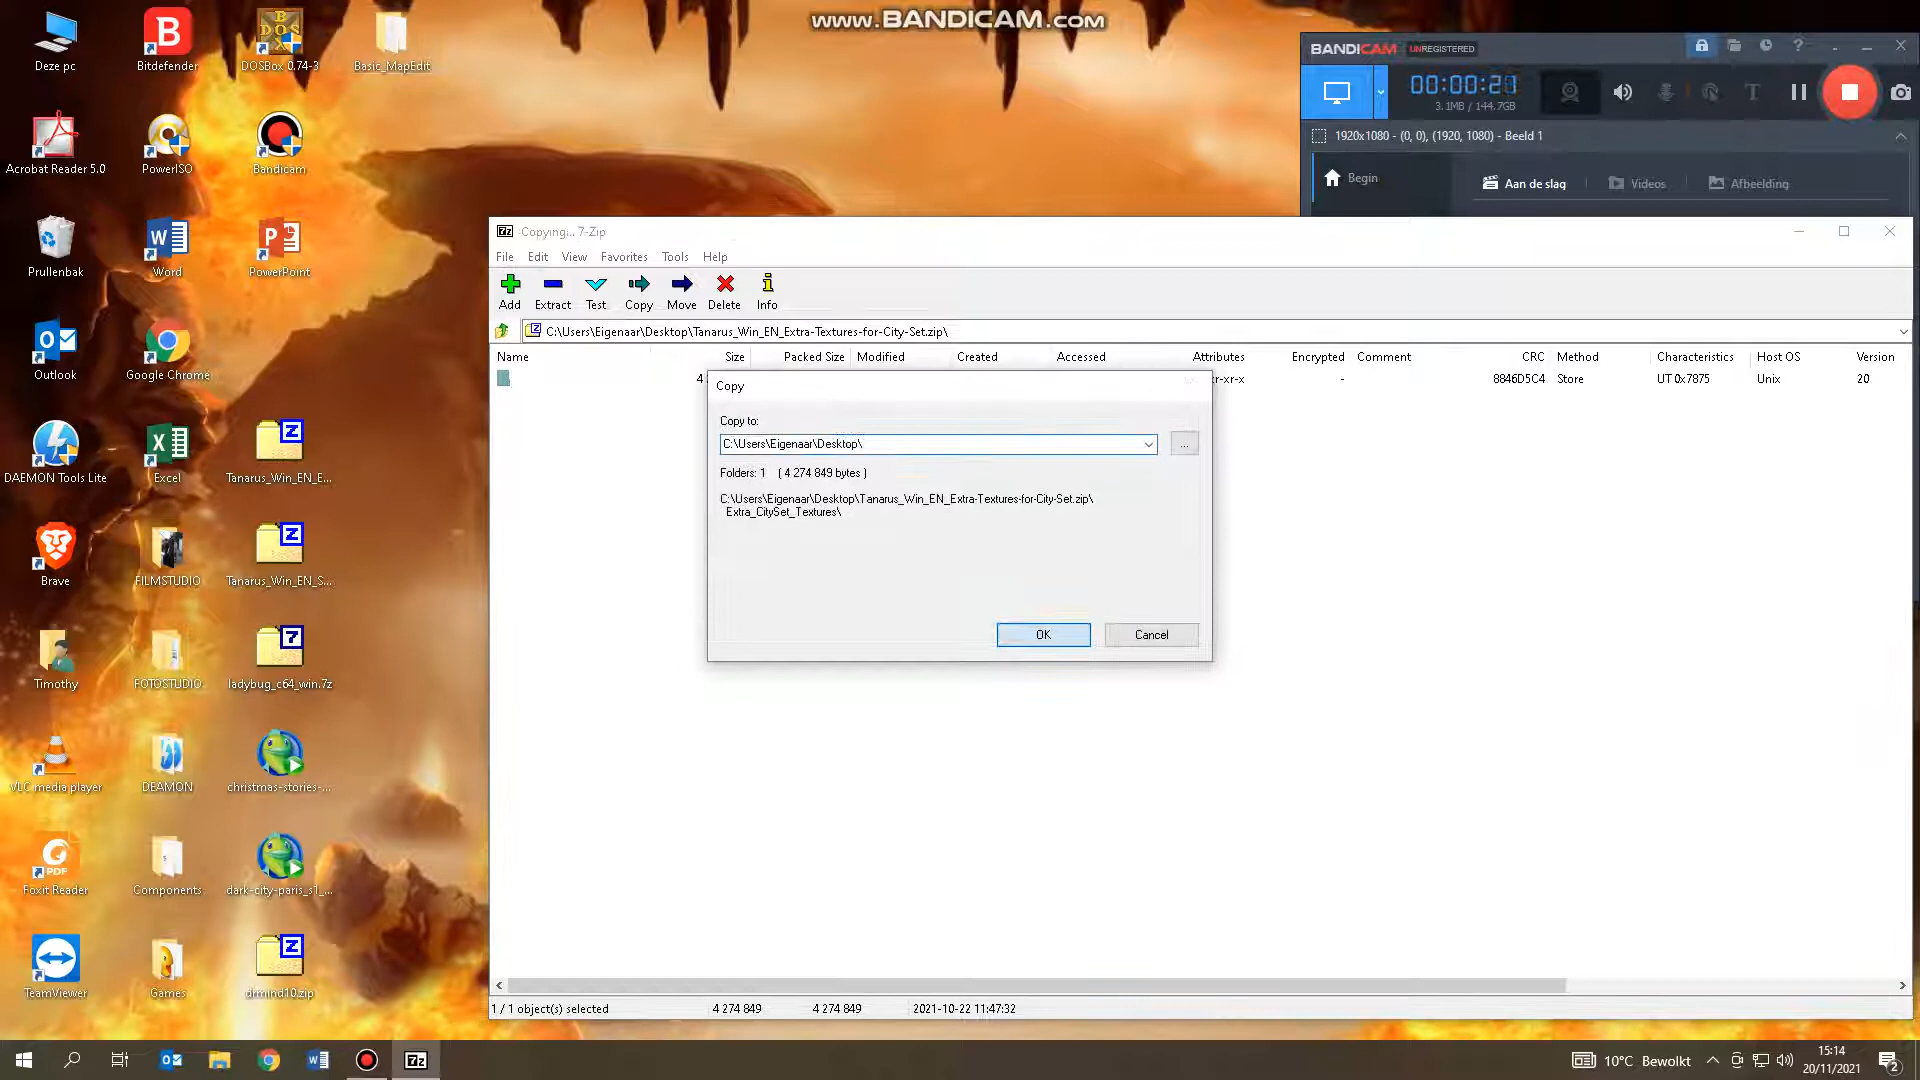 www.BANDICAM.com
Deze pc
Bitdefender
DOSBox 0.74-3
Basic_MapEdit
Acrobat Reader 5.0
PowerISO
Bandicam
Prullenbak
Word
PowerPoint
Outlook
Google Chrome
DAEMON Tools Lite
Excel
Tanarus_Win_EN_E...
Brave
FILMSTUDIO
Tanarus_Win_EN_S...
Timothy
FOTOSTUDIO
ladybug_c64_win.7z
VLC media player
DEAMON
christmas-stories-...
Foxit Reader
Components
dark-city-paris_s1_...
TeamViewer
Games
drmind10.zip
BANDICAM UNREGISTERED
00:00:20
3.1MB / 144.7GB
1920x1080 - (0, 0), (1920, 1080) - Beeld 1
Begin
Aan de slag
Videos
Afbeelding
Copying... 7-Zip
File Edit View Favorites Tools Help
Add Extract Test Copy Move Delete Info
C:\Users\Eigenaar\Desktop\Tanarus_Win_EN_Extra-Textures-for-City-Set.zip\
Name Size Packed Size Modified Created Accessed Attributes Encrypted Comment CRC Method Characteristics Host OS Version
4 xr-xr-x - 8846D5C4 Store UT 0x7875 Unix 20
Copy
Copy to:
C:\Users\Eigenaar\Desktop\
...
Folders: 1 ( 4 274 849 bytes )
C:\Users\Eigenaar\Desktop\Tanarus_Win_EN_Extra-Textures-for-City-Set.zip\
Extra_CitySet_Textures\
OK Cancel
1 / 1 object(s) selected 4 274 849 4 274 849 2021-10-22 11:47:32
10°C Bewolkt
15:14
20/11/2021
2